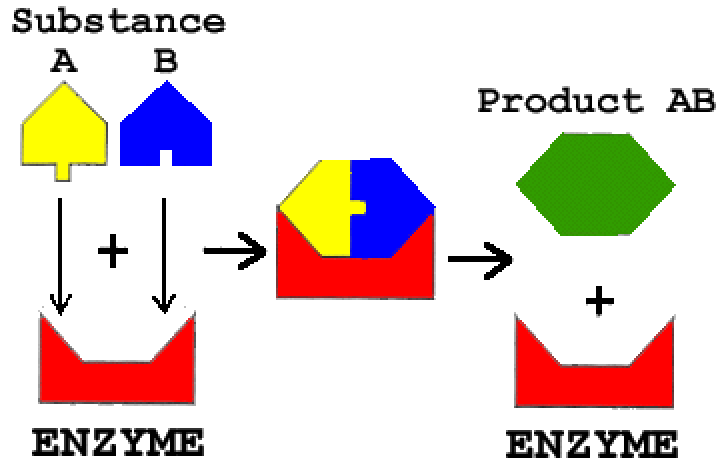 Substance
A B
Product AB
+
+
ENZYME
ENZYME